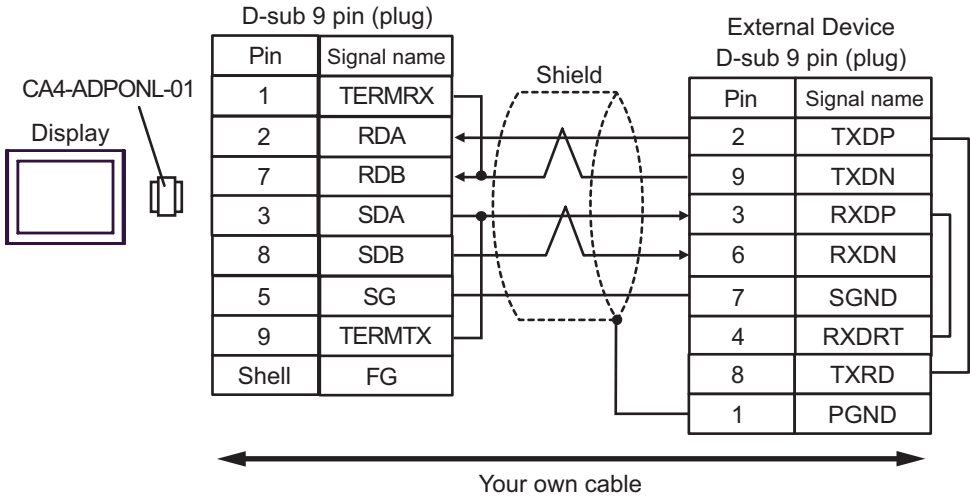 D-sub 9 pin (plug)
Pin Signal name
1 TERMRX
2 RDA
7 RDB
3 SDA
8 SDB
5 SG
9 TERMTX
Shell FG
CA4-ADPONL-01
Display
Shield
External Device
D-sub 9 pin (plug)
Pin Signal name
2 TXDP
9 TXDN
3 RXDP
6 RXDN
7 SGND
4 RXDRT
8 TXRD
1 PGND
Your own cable